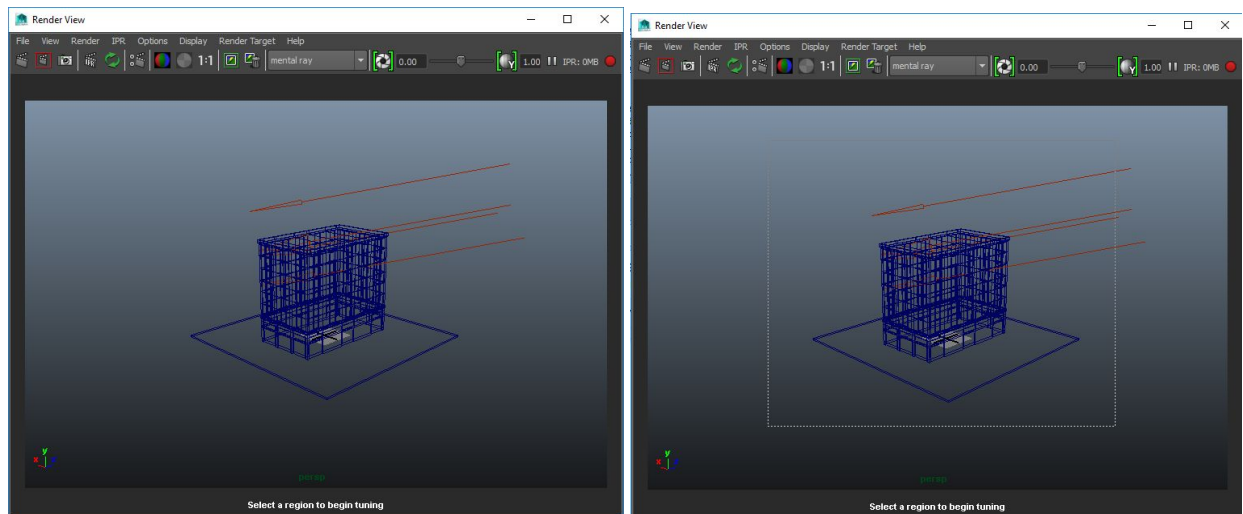 Render View
File View Render IPR Options Display Render Target Help
1:1 mental ray 0.00 1.00 IPR: 0MB
y
x
persp
Select a region to begin tuning
Render View
File View Render IPR Options Display Render Target Help
1:1 mental ray 0.00 1.00 IPR: 0MB
y
x
persp
Select a region to begin tuning